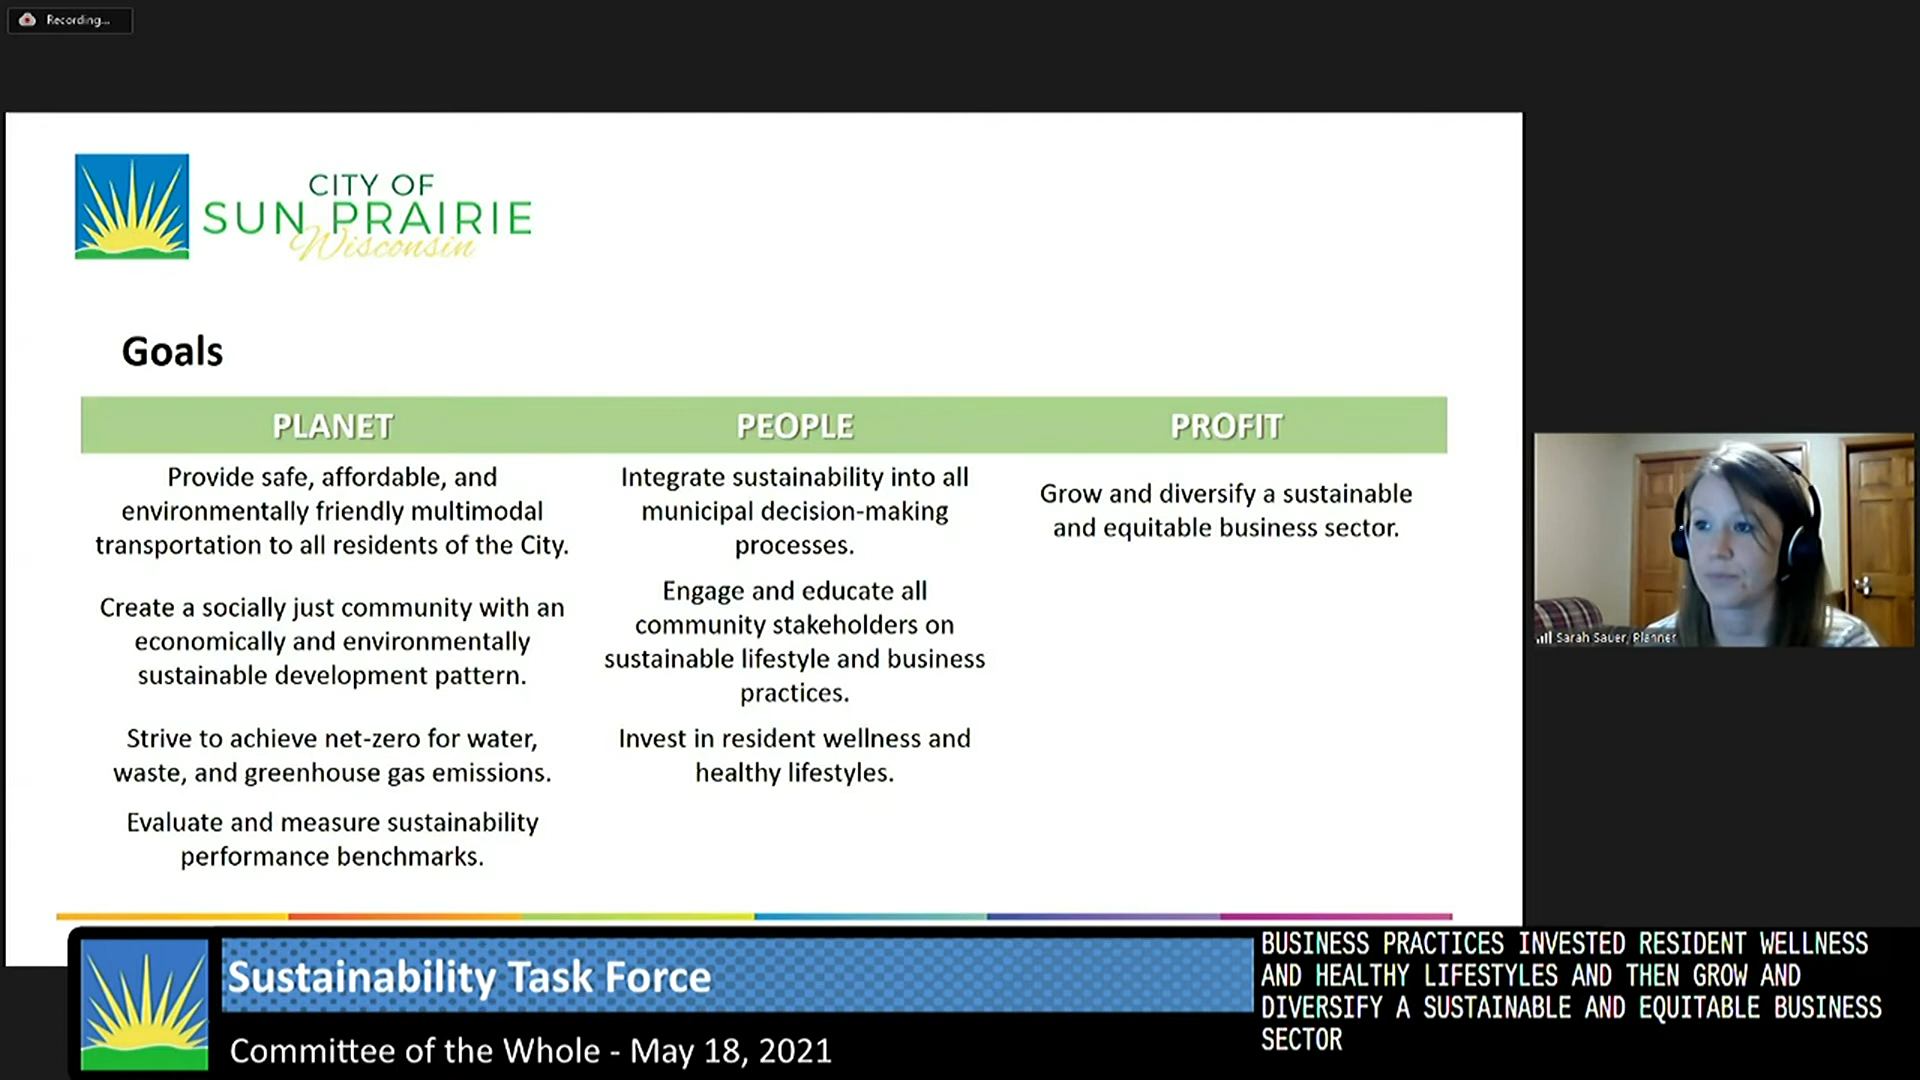 Recording...
CITY OF
SUN PRAIRIE
Wisconsin
Goals
PLANET
Provide safe, affordable, and
environmentally friendly multimodal
transportation to all residents of the City.
Create a socially just community with an
economically and environmentally
sustainable development pattern.
Strive to achieve net-zero for water,
waste, and greenhouse gas emissions.
Evaluate and measure sustainability
performance benchmarks.
PEOPLE
Integrate sustainability into all
municipal decision-making
processes.
Engage and educate all
community stakeholders on
sustainable lifestyle and business
practices.
Invest in resident wellness and
healthy lifestyles.
PROFIT
Grow and diversify a sustainable
and equitable business sector.
Sarah Sauer, Planner
Sustainability Task Force
Committee of the Whole - May 18, 2021
BUSINESS PRACTICES INVESTED RESIDENT WELLNESS
AND HEALTHY LIFESTYLES AND THEN GROW AND
DIVERSIFY A SUSTAINABLE AND EQUITABLE BUSINESS
SECTOR